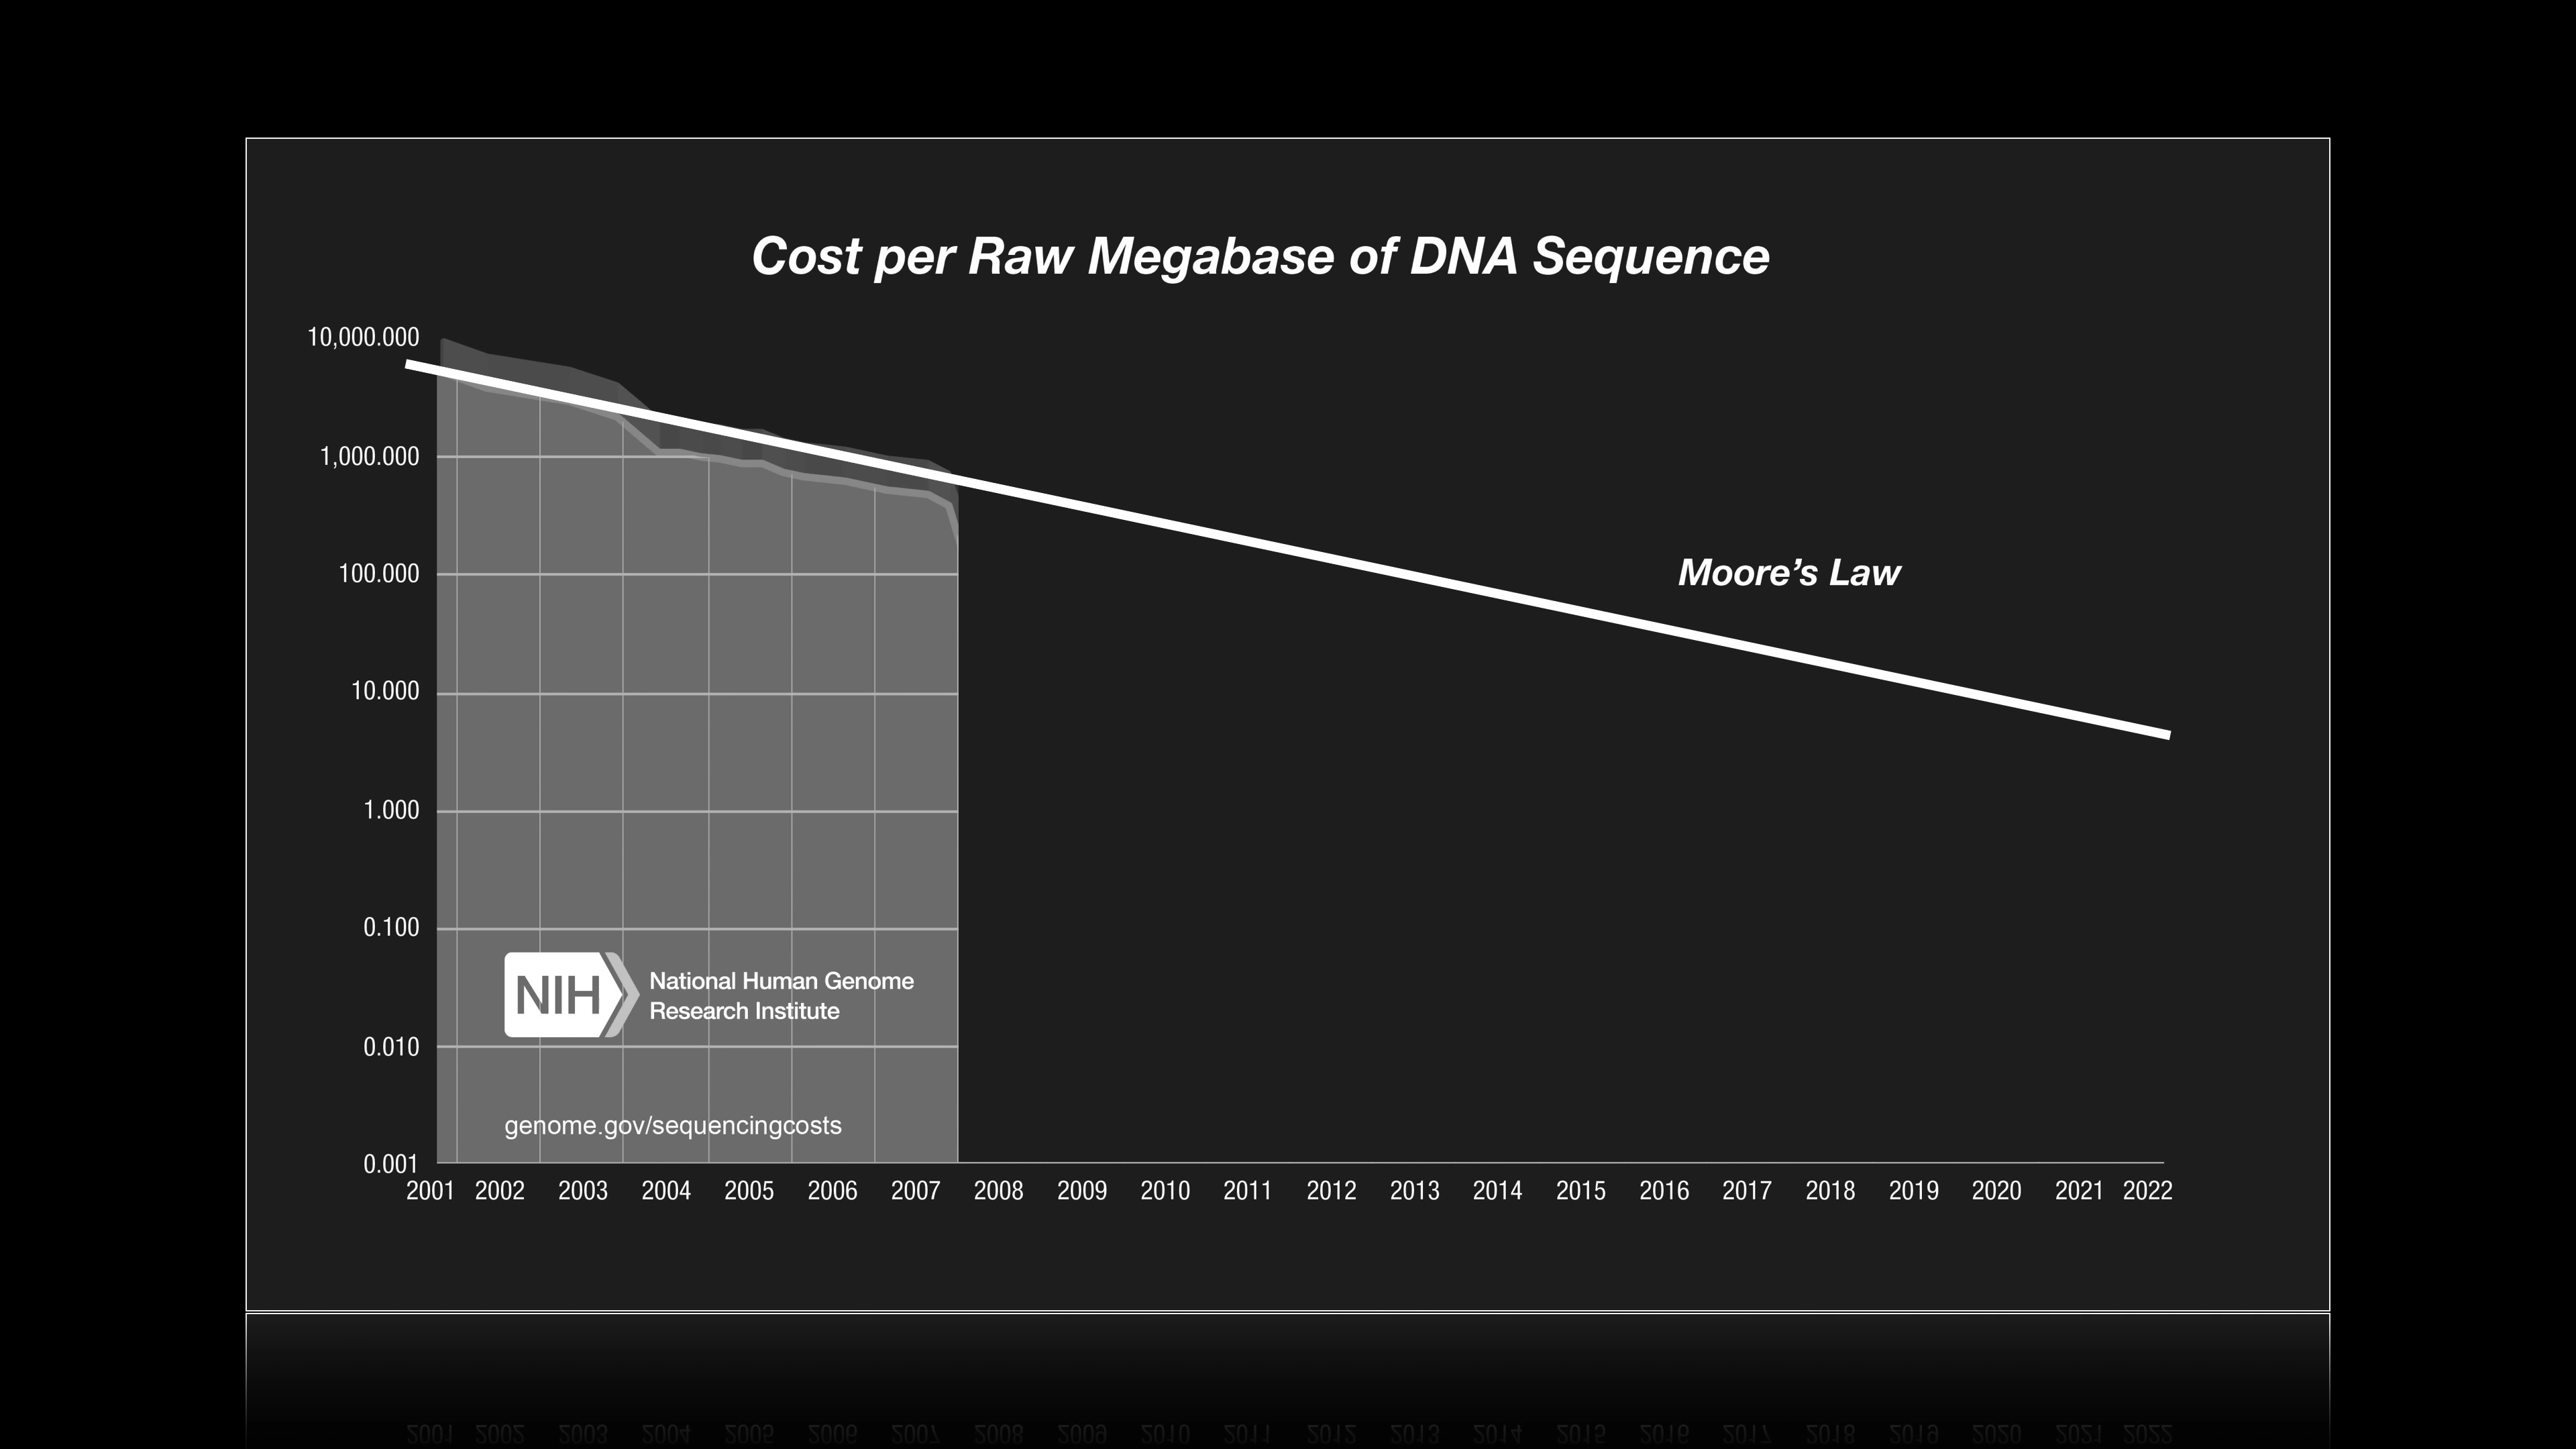 Cost per Raw Megabase of DNA Sequence
10,000.000
1,000.000
100.000
Moore’s Law
10.000
1.000
0.100
NIH
National Human Genome
Research Institute
0.010
genome.gov/sequencingcosts
0.001
2001 2002 2003 2004 2005 2006 2007 2008 2009 2010 2011 2012 2013 2014 2015 2016 2017 2018 2019 2020 2021 2022